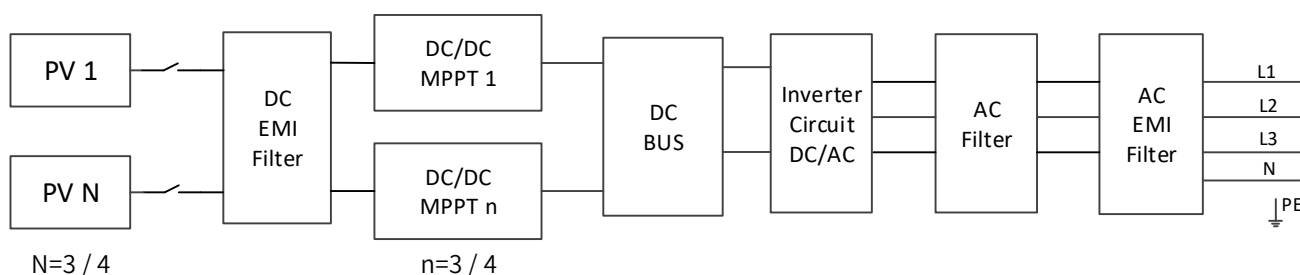 PV 1
PV N
N=3 / 4
DC
EMI
Filter
DC/DC
MPPT 1
DC/DC
MPPT n
n=3 / 4
DC
BUS
Inverter
Circuit
DC/AC
AC
Filter
AC
EMI
Filter
L1
L2
L3
N
PE